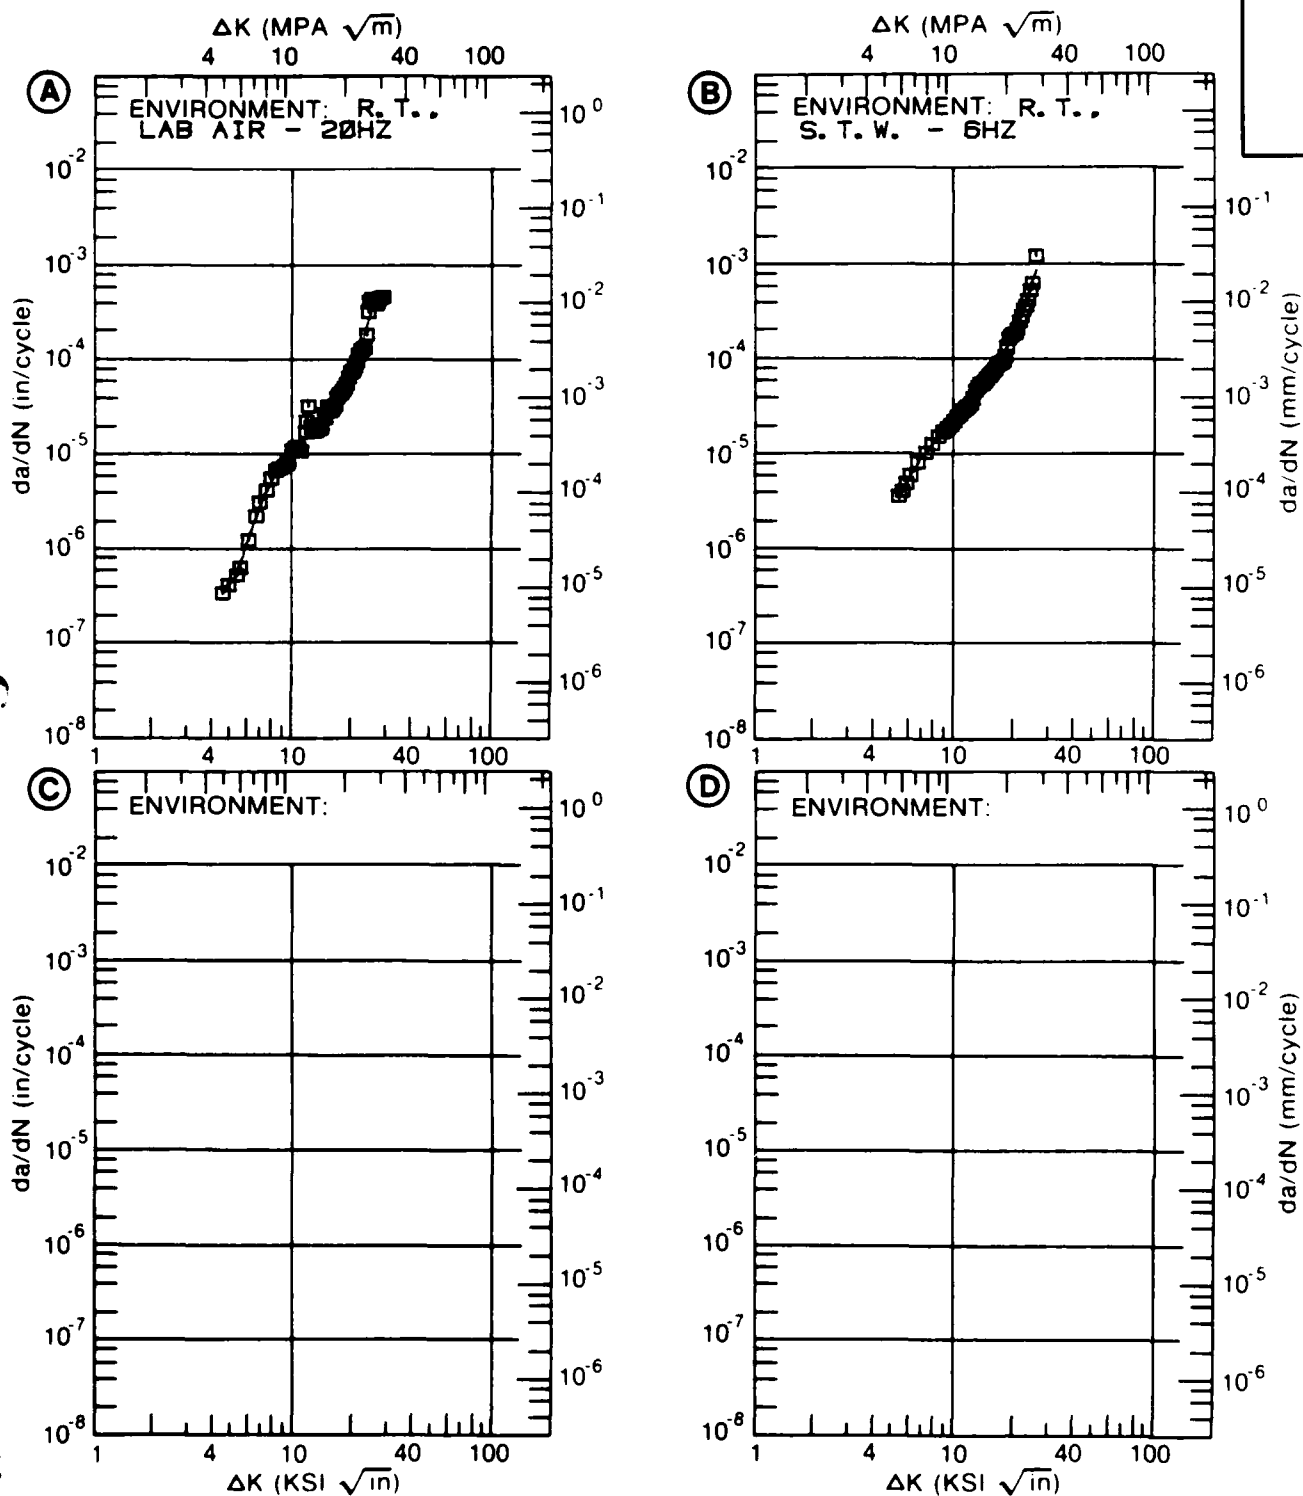 ΔK (MPA √m)
4 10 40 100
A
ENVIRONMENT: R.T.,
LAB AIR - 20HZ
10^0
10^-2
10^-1
10^-3
10^-2
10^-4
10^-3
10^-5
10^-4
10^-6
10^-5
10^-7
10^-6
10^-8
1 4 10 40 100
da/dN (in/cycle)
ΔK (MPA √m)
4 10 40 100
B
ENVIRONMENT: R.T.,
S.T.W. - 6HZ
10^-2
10^-1
10^-3
10^-2
10^-4
10^-3
10^-5
10^-4
10^-6
10^-5
10^-7
10^-6
10^-8
1 4 10 40 100
da/dN (mm/cycle)
C
ENVIRONMENT:
10^0
10^-2
10^-1
10^-3
10^-2
10^-4
10^-3
10^-5
10^-4
10^-6
10^-5
10^-7
10^-6
10^-8
1 4 10 40 100
da/dN (in/cycle)
ΔK (KSI √in)
D
ENVIRONMENT:
10^0
10^-2
10^-1
10^-3
10^-2
10^-4
10^-3
10^-5
10^-4
10^-6
10^-5
10^-7
10^-6
10^-8
1 4 10 40 100
da/dN (mm/cycle)
ΔK (KSI √in)